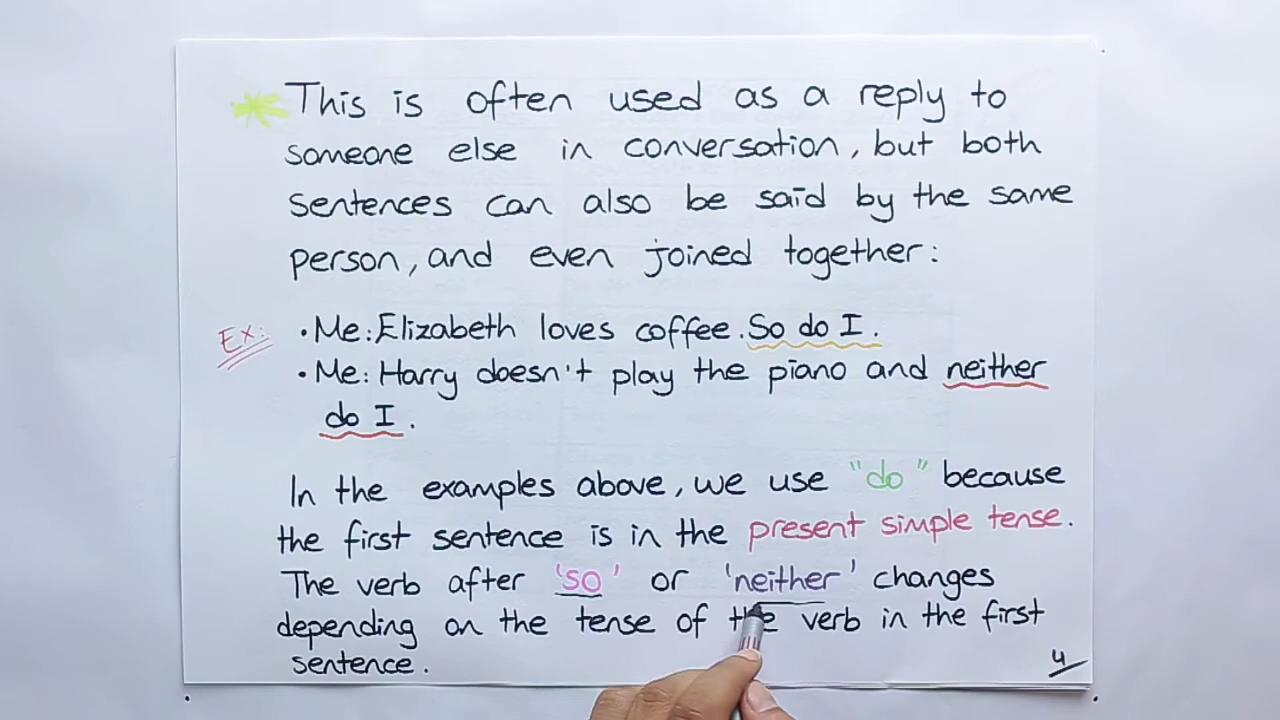 This is often used as a reply to
someone else in conversation, but both
sentences can also be said by the same
person, and even joined together:
Ex:
• Me: Elizabeth loves coffee. So do I.
• Me: Harry doesn't play the piano and neither
do I.
In the examples above, we use "do" because
the first sentence is in the present simple tense.
The verb after 'so' or 'neither' changes
depending on the tense of the verb in the first
sentence.
4